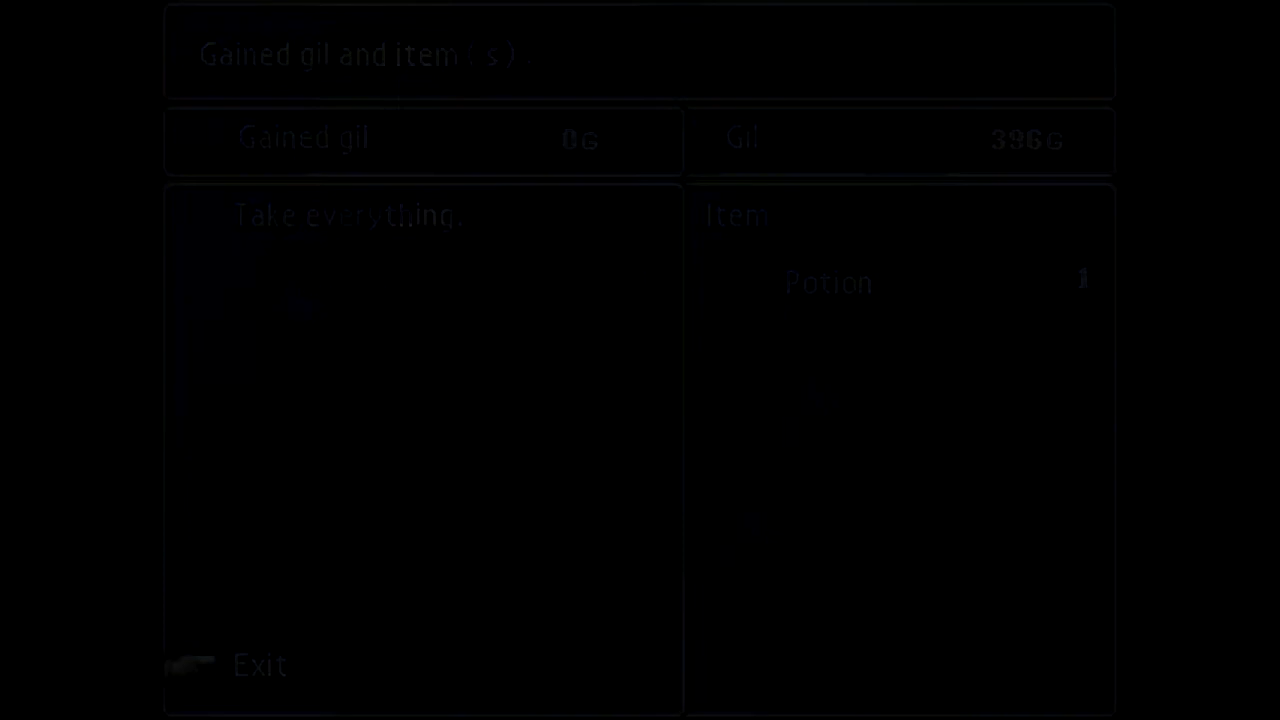 Gained gil and item(s).
Gained gil 0G
Gil 396G
Take everything.
Item
Potion 1
Exit